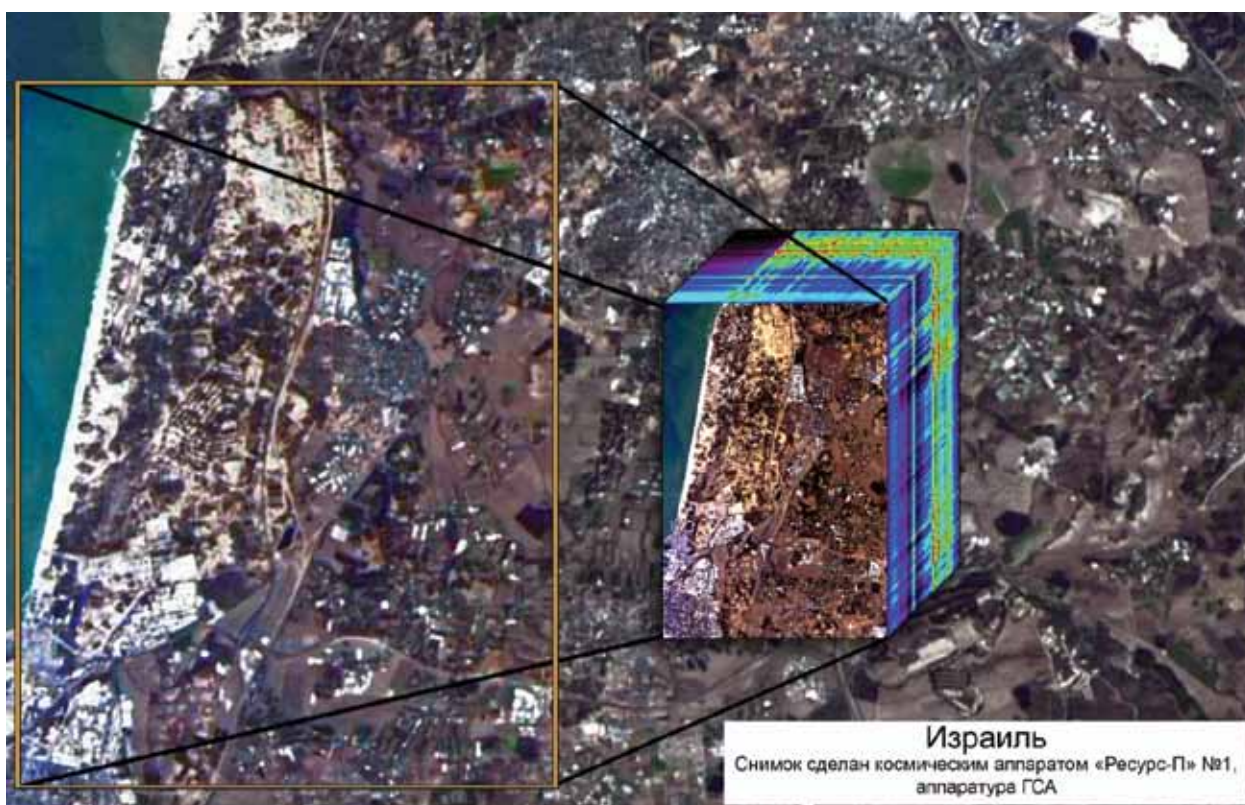 Израиль
Снимок сделан космическим аппаратом «Ресурс-П» №1,
аппаратура ГСА